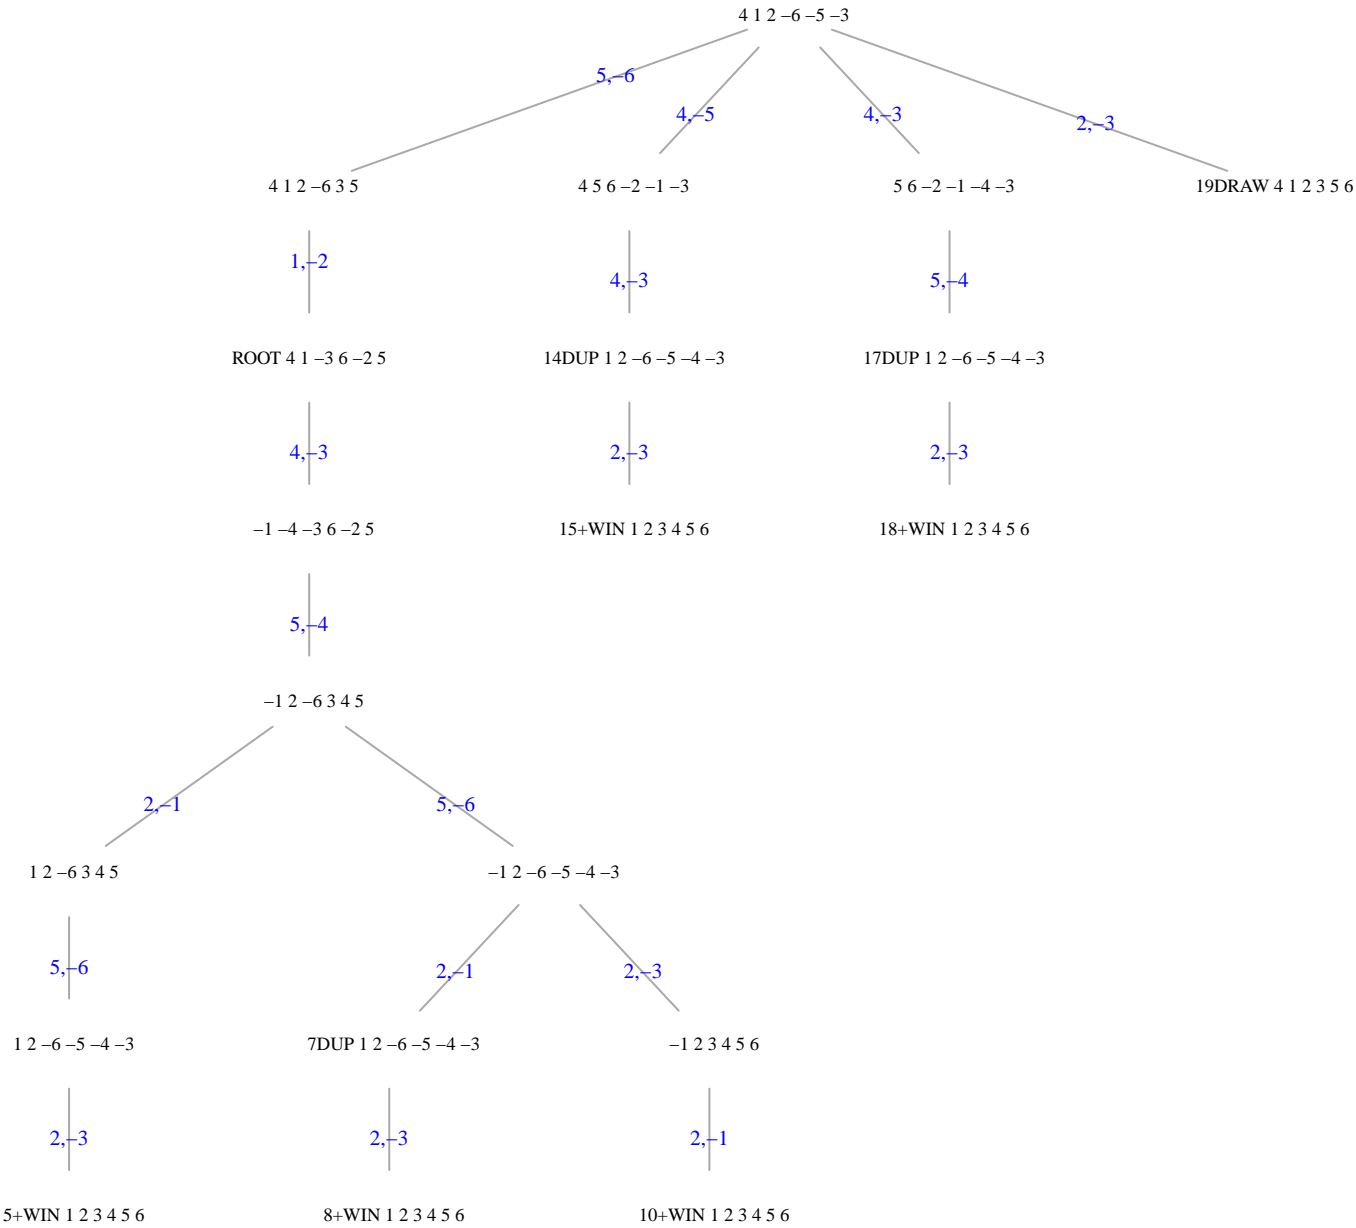 4 1 2 –6 –5 –3
5,–6
4,–5
4,–3
2,–3
4 1 2 –6 3 5
4 5 6 –2 –1 –3
5 6 –2 –1 –4 –3
19DRAW 4 1 2 3 5 6
1,–2
4,–3
5,–4
ROOT 4 1 –3 6 –2 5
14DUP 1 2 –6 –5 –4 –3
17DUP 1 2 –6 –5 –4 –3
4,–3
2,–3
2,–3
–1 –4 –3 6 –2 5
15+WIN 1 2 3 4 5 6
18+WIN 1 2 3 4 5 6
5,–4
–1 2 –6 3 4 5
2,–1
5,–6
1 2 –6 3 4 5
–1 2 –6 –5 –4 –3
5,–6
2,–1
2,–3
1 2 –6 –5 –4 –3
7DUP 1 2 –6 –5 –4 –3
–1 2 3 4 5 6
2,–3
2,–3
2,–1
5+WIN 1 2 3 4 5 6
8+WIN 1 2 3 4 5 6
10+WIN 1 2 3 4 5 6